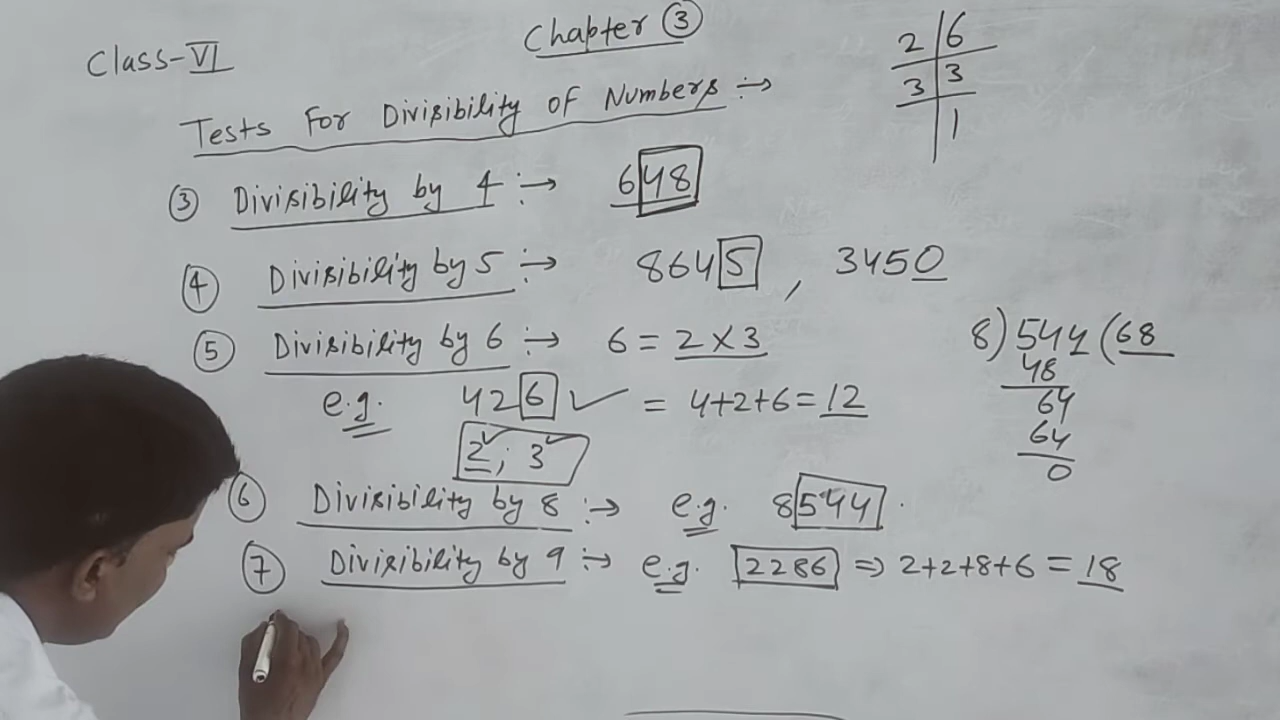 Class-VI
Chapter ③
2 | 6
3 | 3
1
Tests For Divisibility of Numbers :→
③ Divisibility by 4 :→ 648
④ Divisibility by 5 :→ 8645 , 3450
⑤ Divisibility by 6 :→ 6 = 2 × 3
e.g. 426 ✓ = 4+2+6 = 12
2, 3
8) 544 (68
48
64
64
0
⑥ Divisibility by 8 :→ e.g. 8544.
⑦ Divisibility by 9 :→ e.g. 2286 ⇒ 2+2+8+6 = 18